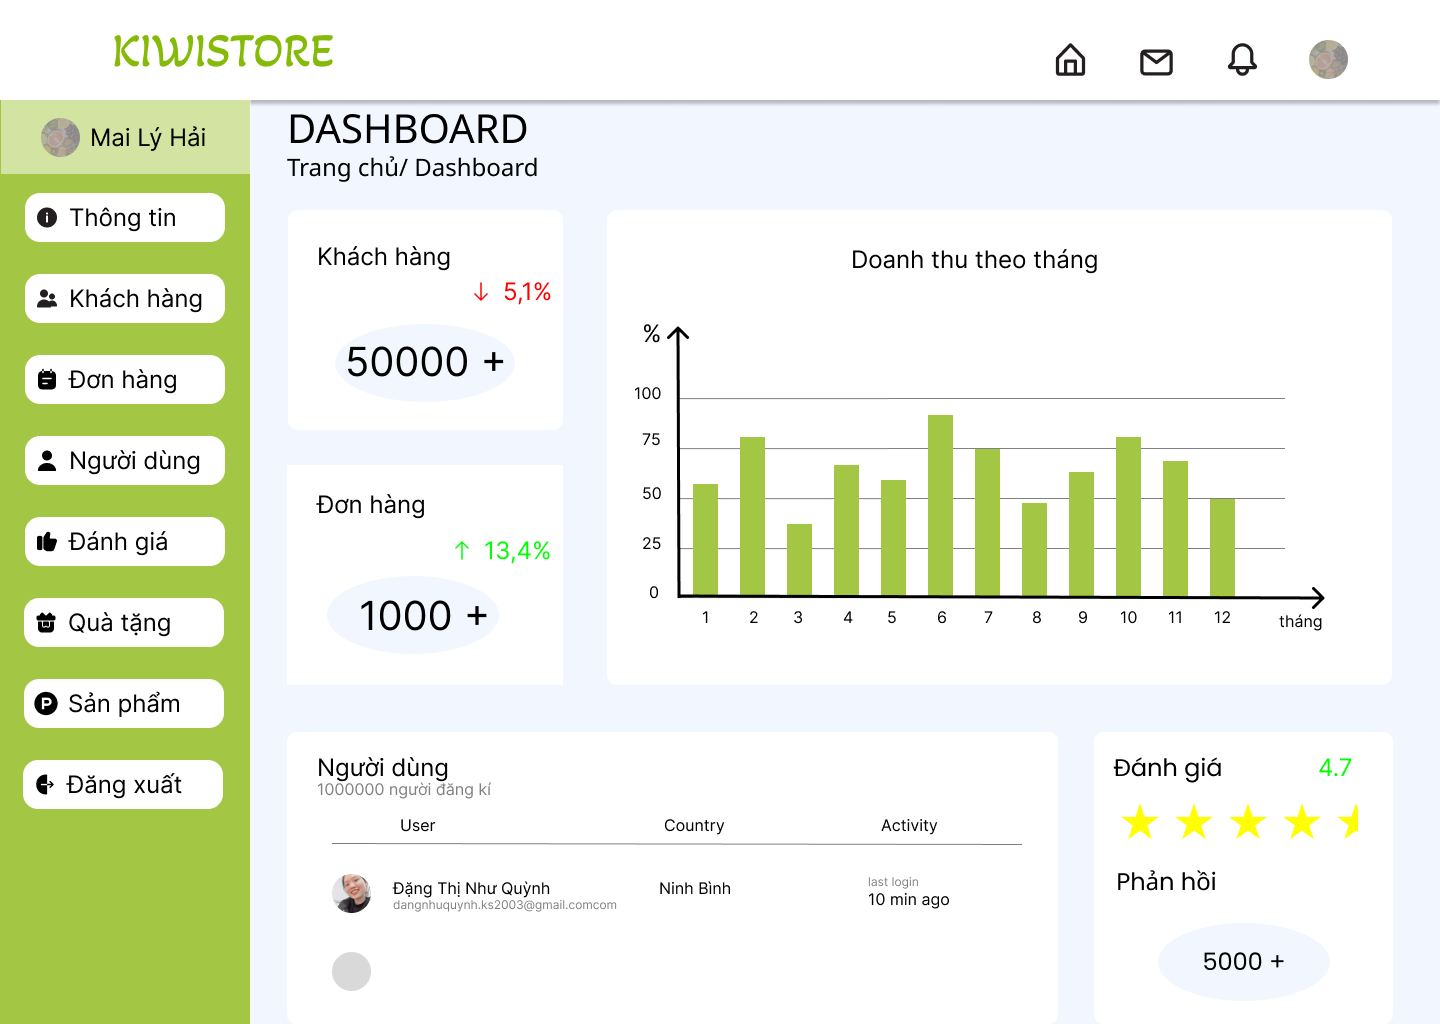 KIWISTORE
Mai Lý Hải
Thông tin
Khách hàng
Đơn hàng
Người dùng
Đánh giá
Quà tặng
P Sản phẩm
Đăng xuất
DASHBOARD
Trang chủ/ Dashboard
Khách hàng
5,1%
50000 +
Đơn hàng
13,4%
1000 +
Doanh thu theo tháng
%
100
75
50
25
0
1 2 3 4 5 6 7 8 9 10 11 12
tháng
Người dùng
1000000 người đăng kí
User Country Activity
Đặng Thị Như Quỳnh
dangnhuquynh.ks2003@gmail.comcom
Ninh Bình
last login
10 min ago
Đánh giá 4.7
Phản hồi
5000 +